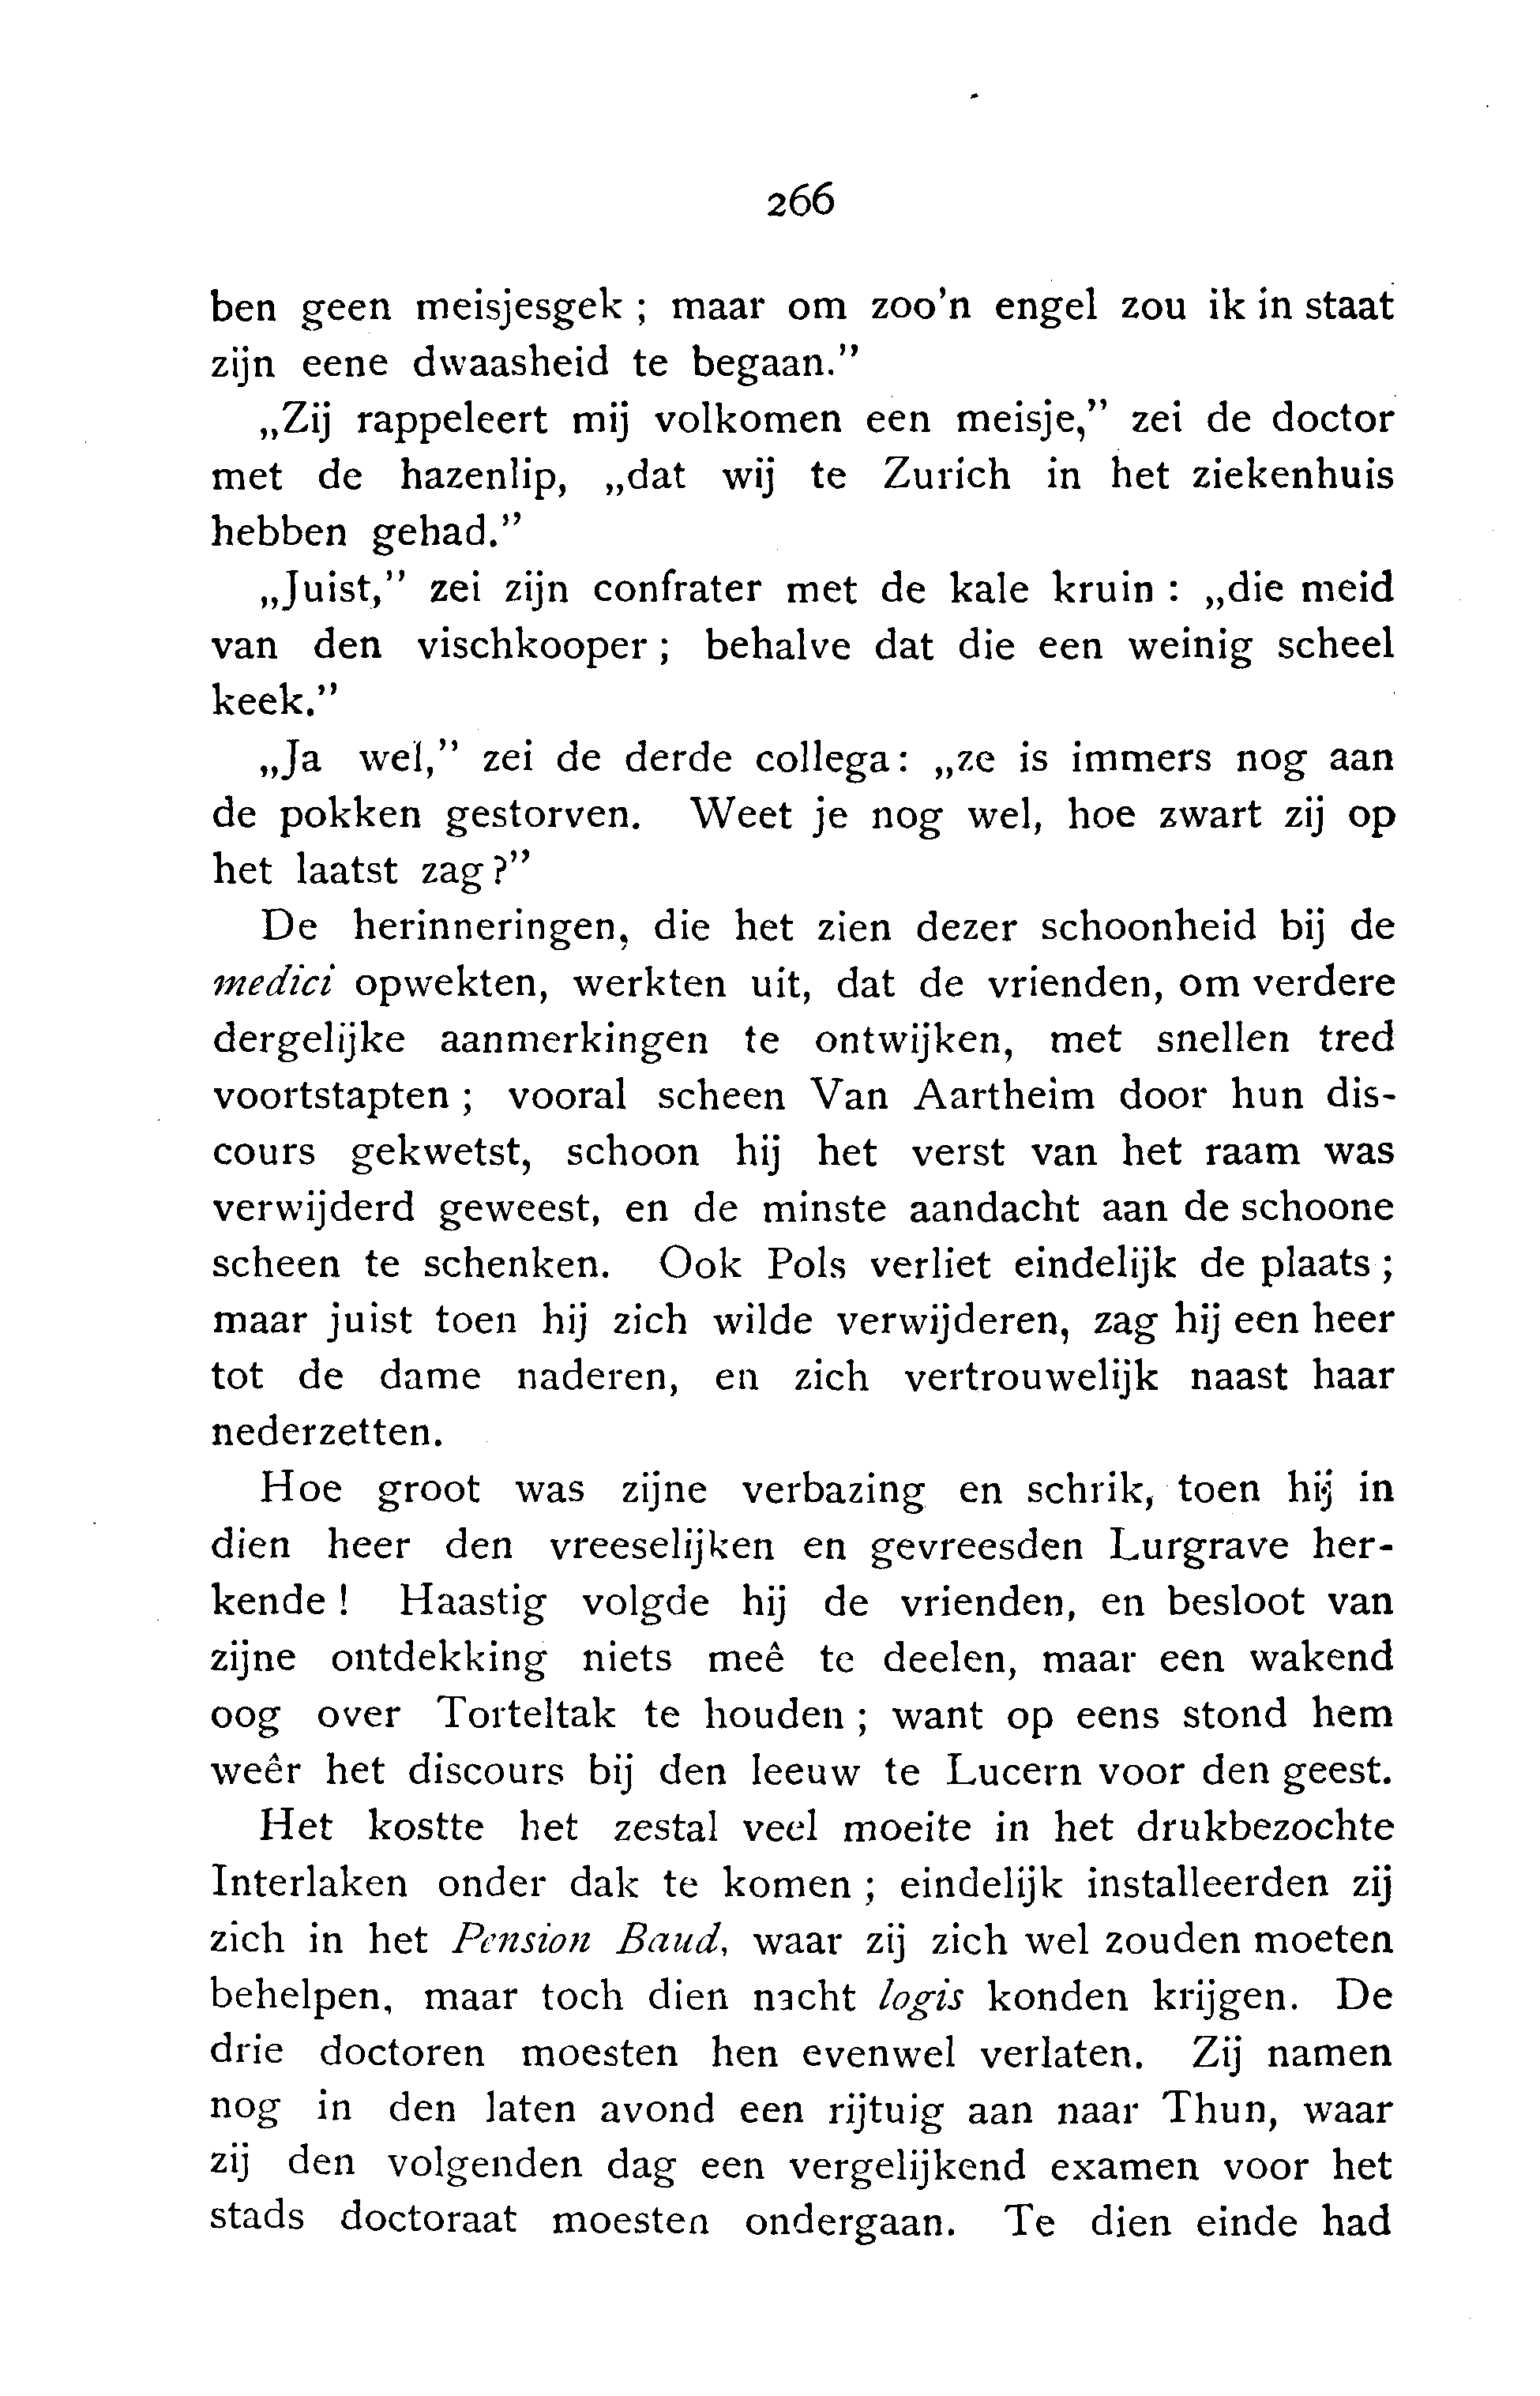 266
ben geen meisjesgek ; maar om zoo'n engel zou ik in staat
zijn eene dwaasheid te begaan.”
„Zij rappeleert mij volkomen een meisje,” zei de doctor
met de hazenlip, „dat wij te Zurich in het ziekenhuis
hebben gehad.”
„Juist,” zei zijn confrater met de kale kruin : „die meid
van den vischkooper ; behalve dat die een weinig scheel
keek.”
„Ja wel,” zei de derde collega: „ze is immers nog aan
de pokken gestorven. Weet je nog wel, hoe zwart zij op
het laatst zag?”
De herinneringen, die het zien dezer schoonheid bij de
medici opwekten, werkten uit, dat de vrienden, om verdere
dergelijke aanmerkingen te ontwijken, met snellen tred
voortstapten ; vooral scheen Van Aartheim door hun dis-
cours gekwetst, schoon hij het verst van het raam was
verwijderd geweest, en de minste aandacht aan de schoone
scheen te schenken. Ook Pols verliet eindelijk de plaats ;
maar juist toen hij zich wilde verwijderen, zag hij een heer
tot de dame naderen, en zich vertrouwelijk naast haar
nederzetten.
Hoe groot was zijne verbazing en schrik, toen hij in
dien heer den vreeselijken en gevreesden Lurgrave her-
kende ! Haastig volgde hij de vrienden, en besloot van
zijne ontdekking niets meê te deelen, maar een wakend
oog over Torteltak te houden ; want op eens stond hem
weêr het discours bij den leeuw te Lucern voor den geest.
Het kostte het zestal veel moeite in het drukbezochte
Interlaken onder dak te komen ; eindelijk installeerden zij
zich in het Pension Baud, waar zij zich wel zouden moeten
behelpen, maar toch dien nacht logis konden krijgen. De
drie doctoren moesten hen evenwel verlaten. Zij namen
nog in den laten avond een rijtuig aan naar Thun, waar
zij den volgenden dag een vergelijkend examen voor het
stads doctoraat moesten ondergaan. Te dien einde had